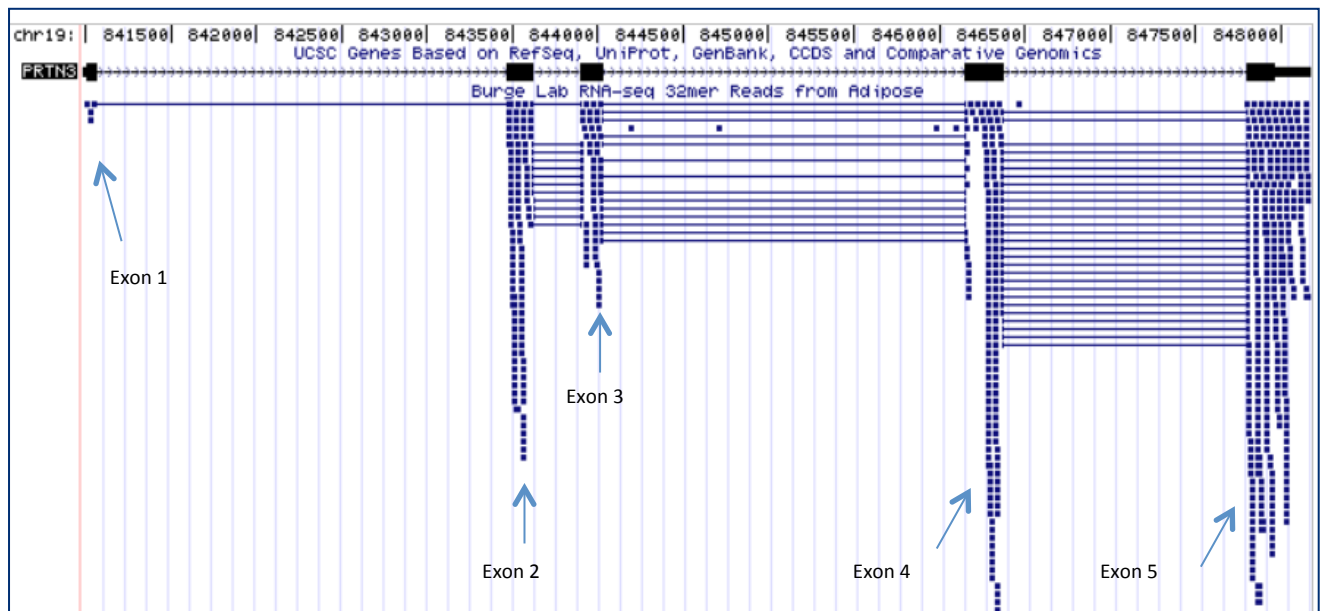 chr19: | 841500| 842000| 842500| 843000| 843500| 844000| 844500| 845000| 845500| 846000| 846500| 847000| 847500| 848000|
UCSC Genes Based on RefSeq, UniProt, GenBank, CCDS and Comparative Genomics
PRTN3
Burge Lab RNA-seq 32mer Reads from Adipose
Exon 1
Exon 3
Exon 2
Exon 4
Exon 5